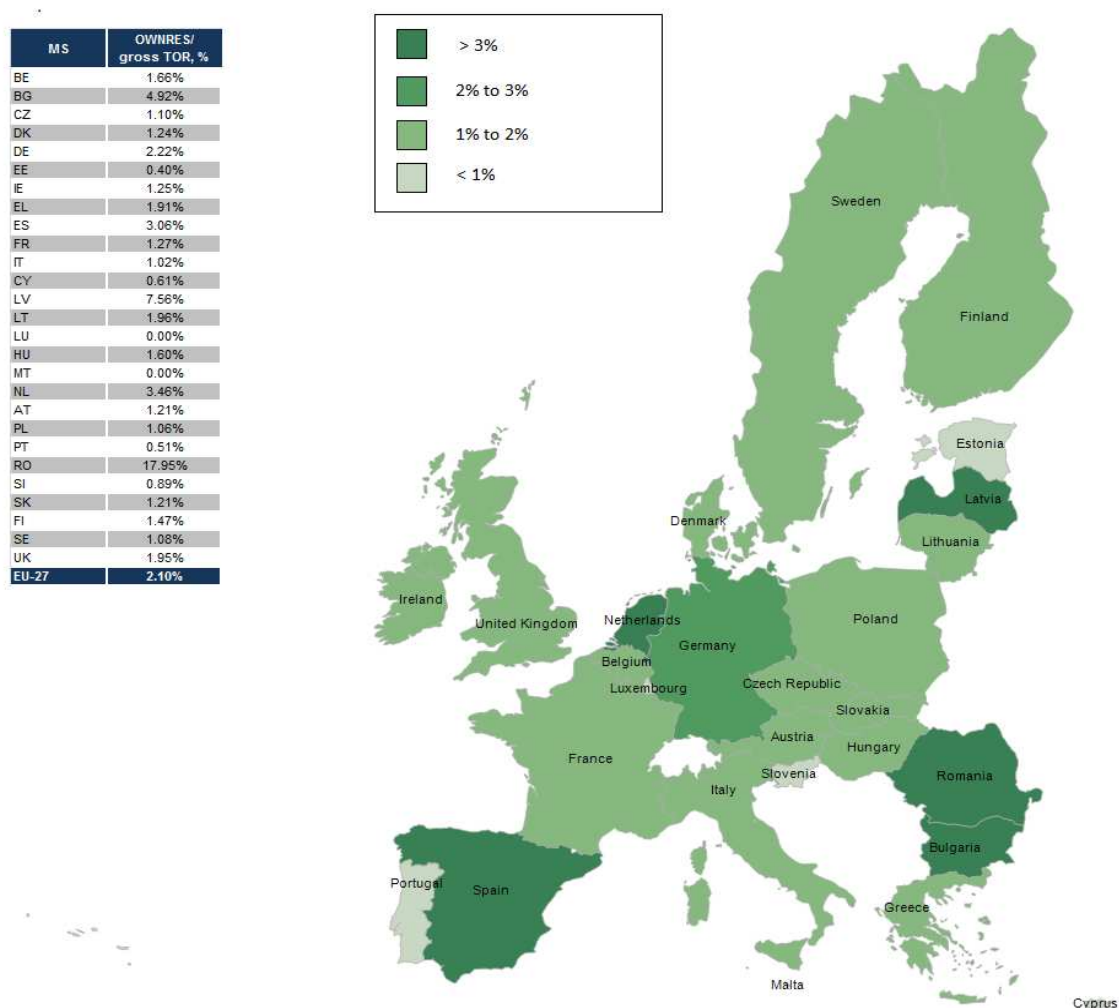 MS OWNRES/ gross TOR, %
BE 1.66%
BG 4.92%
CZ 1.10%
DK 1.24%
DE 2.22%
EE 0.40%
IE 1.25%
EL 1.91%
ES 3.06%
FR 1.27%
IT 1.02%
CY 0.61%
LV 7.56%
LT 1.96%
LU 0.00%
HU 1.60%
MT 0.00%
NL 3.46%
AT 1.21%
PL 1.06%
PT 0.51%
RO 17.95%
SI 0.89%
SK 1.21%
FI 1.47%
SE 1.08%
UK 1.95%
EU-27 2.10%
> 3%
2% to 3%
1% to 2%
< 1%
Sweden
Finland
Estonia
Latvia
Denmark
Lithuania
Ireland
United Kingdom
Netherlands
Poland
Germany
Belgium
Luxembourg
Czech Republic
Slovakia
Austria
Hungary
France
Slovenia
Italy
Romania
Bulgaria
Portugal
Spain
Greece
Malta
Cyprus